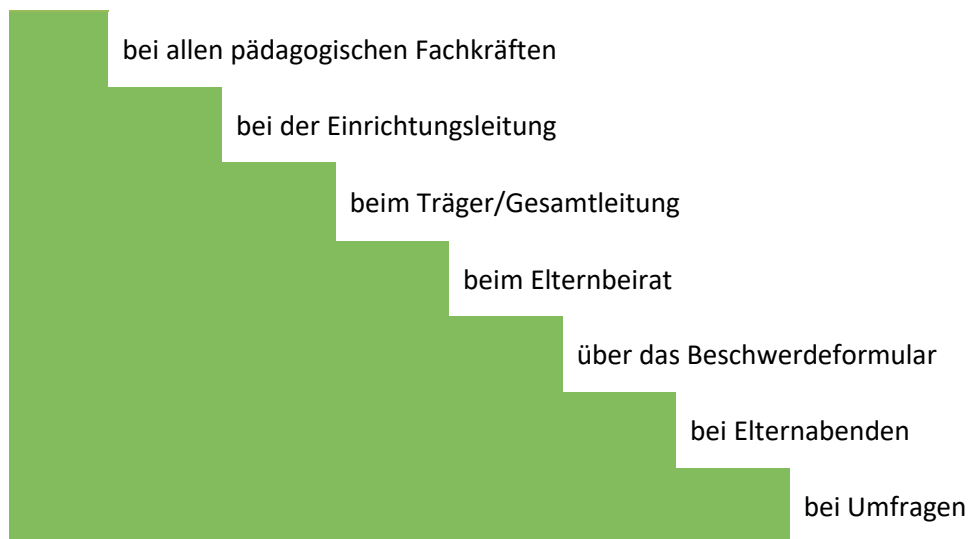 bei allen pädagogischen Fachkräften
bei der Einrichtungsleitung
beim Träger/Gesamtleitung
beim Elternbeirat
über das Beschwerdeformular
bei Elternabenden
bei Umfragen